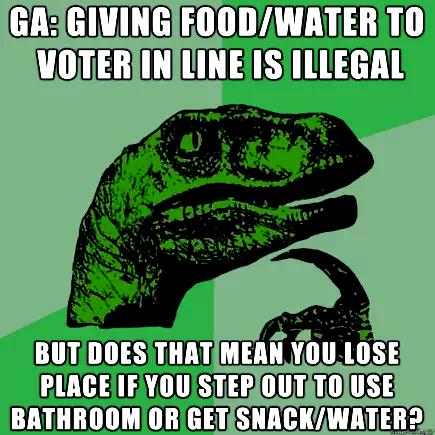 GA: GIVING FOOD/WATER TO
VOTER IN LINE IS ILLEGAL
BUT DOES THAT MEAN YOU LOSE
PLACE IF YOU STEP OUT TO USE
BATHROOM OR GET SNACK/WATER?